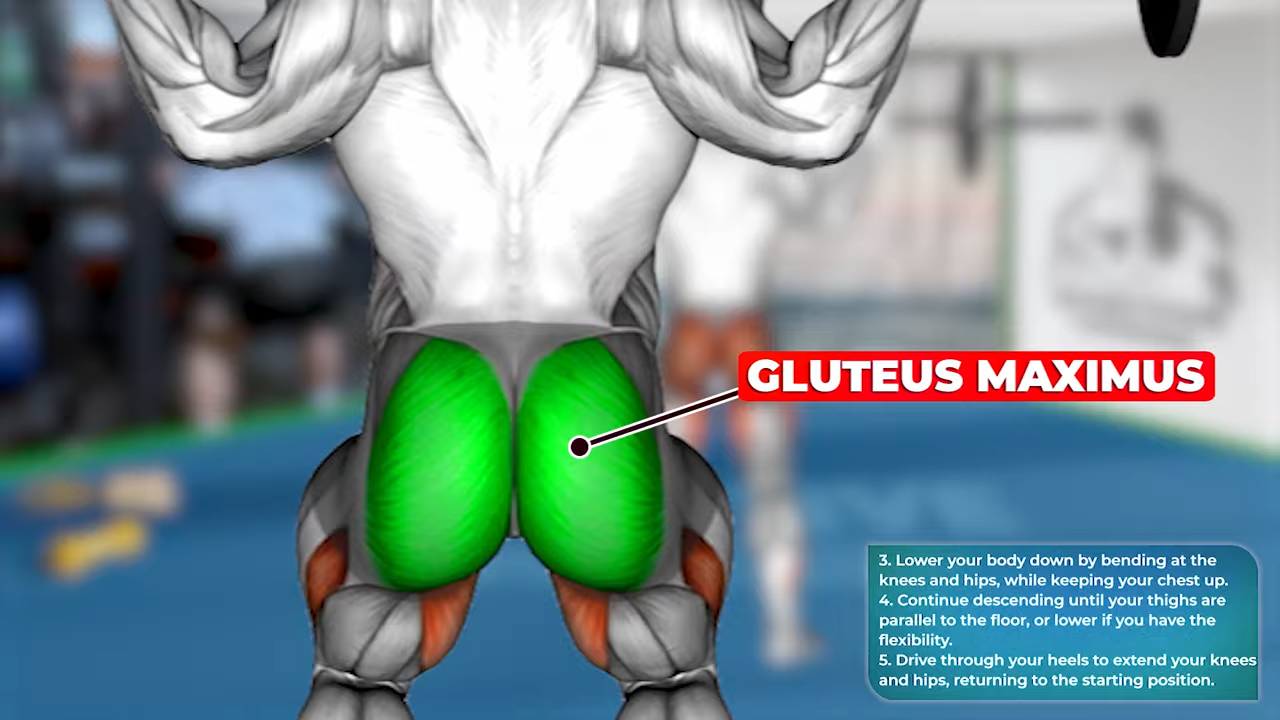 GLUTEUS MAXIMUS
3. Lower your body down by bending at the
knees and hips, while keeping your chest up.
4. Continue descending until your thighs are
parallel to the floor, or lower if you have the
flexibility.
5. Drive through your heels to extend your knees
and hips, returning to the starting position.